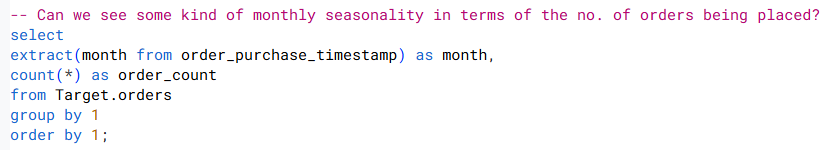 -- Can we see some kind of monthly seasonality in terms of the no. of orders being placed?
select
extract(month from order_purchase_timestamp) as month,
count(*) as order_count
from Target.orders
group by 1
order by 1;